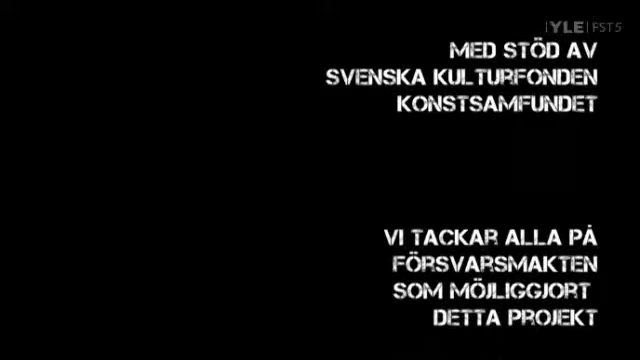 YLE FST5
MED STÖD AV
SVENSKA KULTURFONDEN
KONSTSAMFUNDET
VI TACKAR ALLA PÅ
FÖRSVARSMAKTEN
SOM MÖJLIGGJORT
DETTA PROJEKT